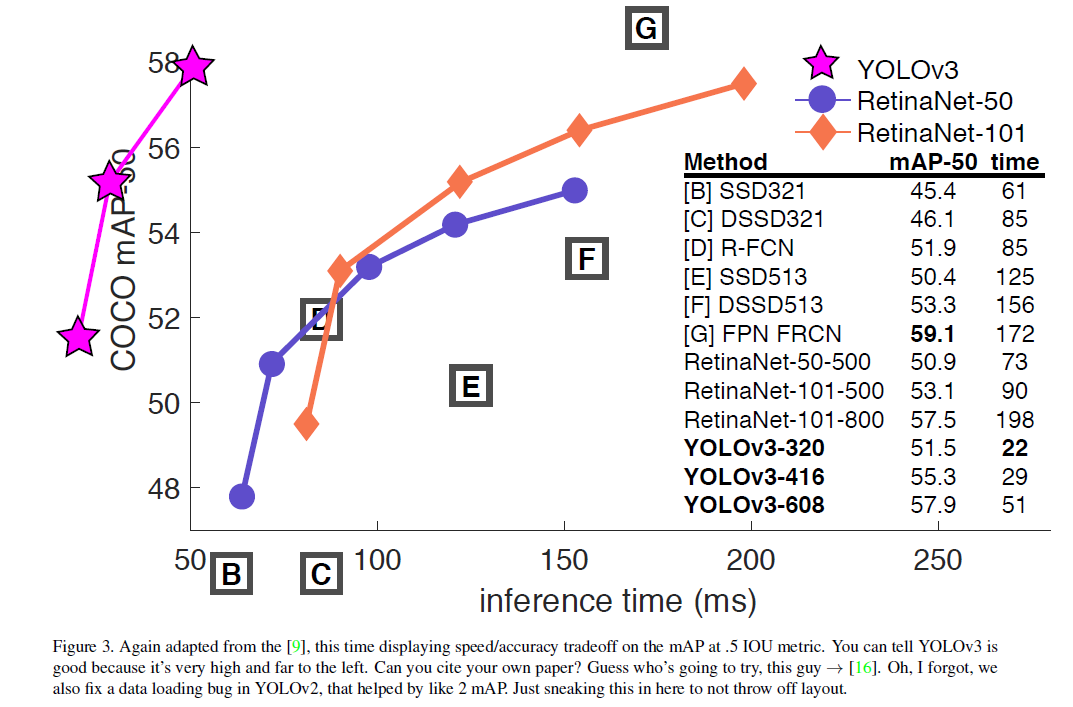 G
58
56
54
52
50
48
COCO mAP-50
YOLOv3
RetinaNet-50
RetinaNet-101
Method mAP-50 time
[B] SSD321 45.4 61
[C] DSSD321 46.1 85
[D] R-FCN 51.9 85
[E] SSD513 50.4 125
[F] DSSD513 53.3 156
[G] FPN FRCN 59.1 172
RetinaNet-50-500 50.9 73
RetinaNet-101-500 53.1 90
RetinaNet-101-800 57.5 198
YOLOv3-320 51.5 22
YOLOv3-416 55.3 29
YOLOv3-608 57.9 51
F
D
E
50 100 150 200 250
B C
inference time (ms)
Figure 3. Again adapted from the [9], this time displaying speed/accuracy tradeoff on the mAP at .5 IOU metric. You can tell YOLOv3 is
good because it's very high and far to the left. Can you cite your own paper? Guess who's going to try, this guy → [16]. Oh, I forgot, we
also fix a data loading bug in YOLOv2, that helped by like 2 mAP. Just sneaking this in here to not throw off layout.